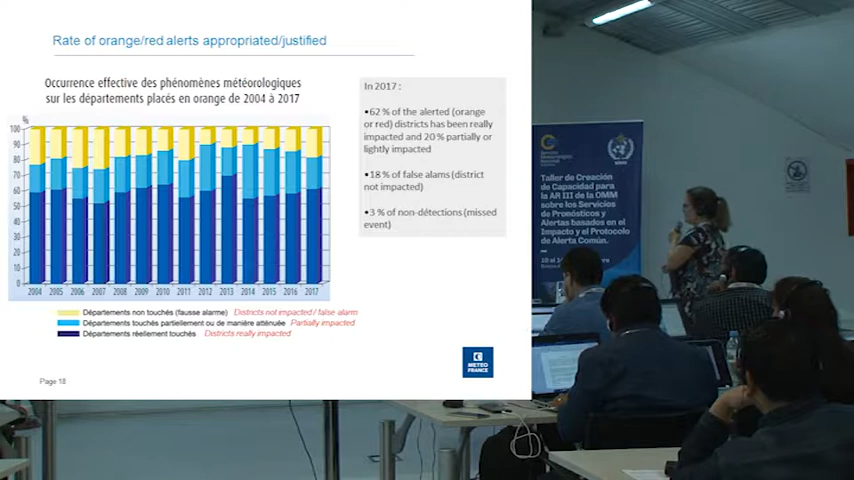 Rate of orange/red alerts appropriated/justified
Occurrence effective des phénomènes météorologiques
sur les départements placés en orange de 2004 à 2017
%
100
90
80
70
60
50
40
30
20
10
0
2004 2005 2006 2007 2008 2009 2010 2011 2012 2013 2014 2015 2016 2017
Départements non touchés (fausse alarme) Districts not impacted / false alarm
Départements touchés partiellement ou de manière atténuée Partially impacted
Départements réellement touchés Districts really impacted
In 2017 :
•62 % of the alerted (orange
or red) districts has been really
impacted and 20 % partially or
lightly impacted
•18 % of false alams (district
not impacted)
•3 % of non-détections (missed
event)
Page 18
METEO
FRANCE
Servicio
Meteorológico
Nacional
Taller de Creación
de Capacidad para
la AR III de la OMM
sobre los Servicios
de Pronósticos y
Alertas basados en el
Impacto y el Protocolo
de Alerta Común.